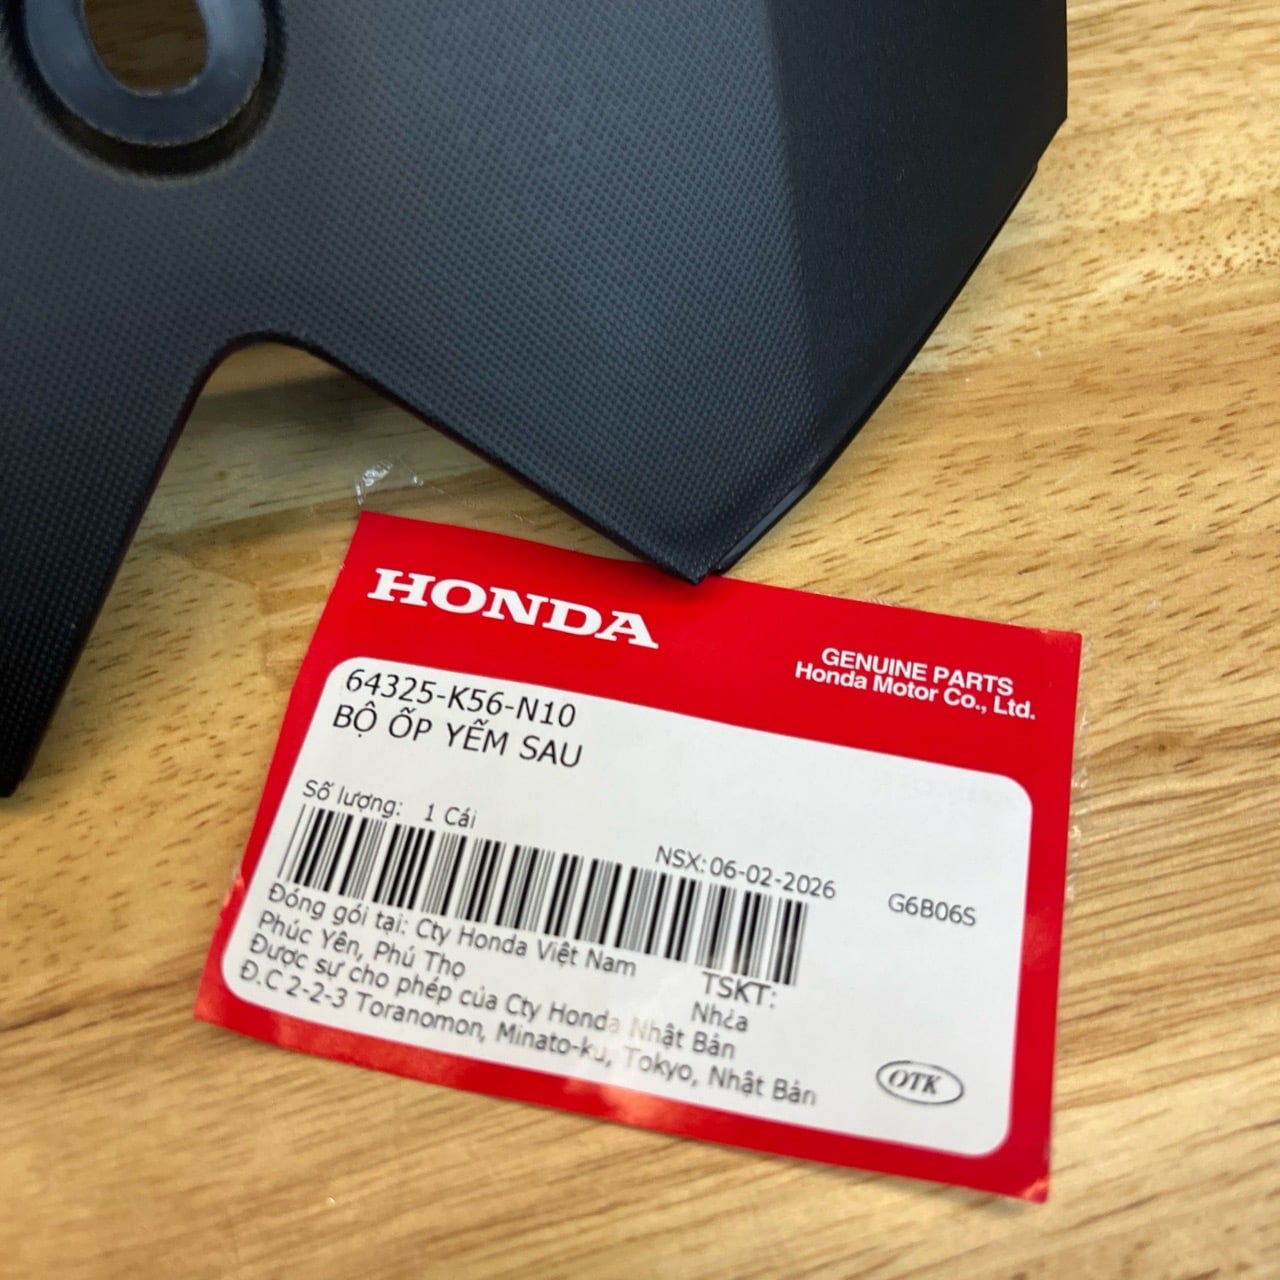 HONDA
GENUINE PARTS
Honda Motor Co., Ltd.
64325-K56-N10
BỘ ỐP YẾM SAU
Số lượng: 1 Cái
NSX: 06-02-2026
G6B06S
Đóng gói tại: Cty Honda Việt Nam
Phúc Yên, Phú Thọ
TSKT:
Nhựa
Được sự cho phép của Cty Honda Nhật Bản
Đ.C 2-2-3 Toranomon, Minato-ku, Tokyo, Nhật Bản
OTK